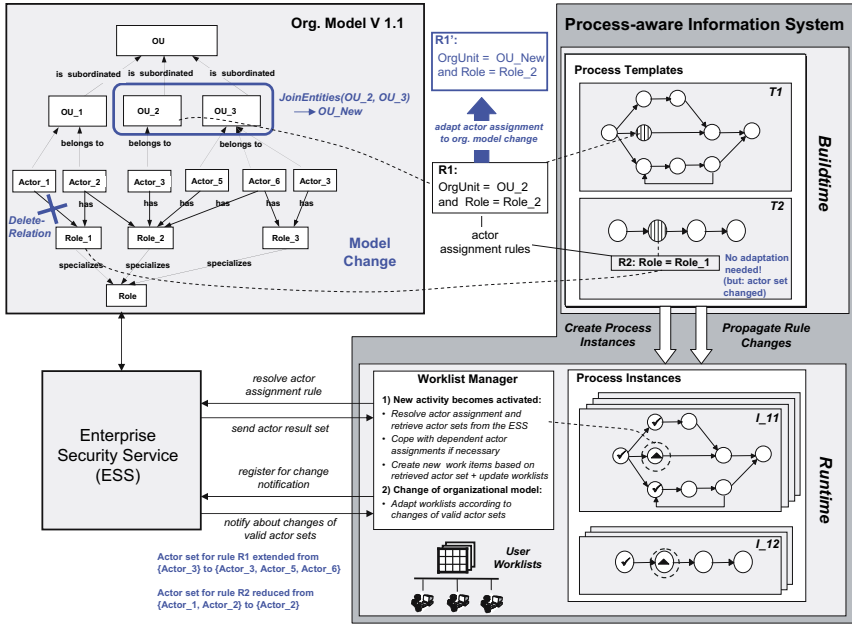 Org. Model V 1.1
OU
is subordinated
is subordinated
is subordinated
OU_1
OU_2
OU_3
JoinEntities(OU_2, OU_3)
OU_New
belongs to
belongs to
belongs to
Actor_1
Actor_2
Actor_3
Actor_5
Actor_6
Actor_3
has
has
has
has
has
Delete-
Relation
Role_1
Role_2
Role_3
specializes
specializes
specializes
Role
Model
Change
R1':
OrgUnit = OU_New
and Role = Role_2
adapt actor assignment
to org. model change
R1:
OrgUnit = OU_2
and Role = Role_2
actor
assignment rules
Process-aware Information System
Process Templates
T1
T2
R2: Role = Role_1
No adaptation
needed!
(but: actor set
changed)
Buildtime
Create Process
Instances
Propagate Rule
Changes
Enterprise
Security Service
(ESS)
resolve actor
assignment rule
send actor result set
register for change
notification
notify about changes of
valid actor sets
Actor set for rule R1 extended from
{Actor_3} to {Actor_3, Actor_5, Actor_6}
Actor set for rule R2 reduced from
{Actor_1, Actor_2} to {Actor_2}
Worklist Manager
1) New activity becomes activated:
• Resolve actor assignment and
retrieve actor sets from the ESS
• Cope with dependent actor
assignments if necessary
• Create new work items based on
retrieved actor set + update worklists
2) Change of organizational model:
• Adapt worklists according to
changes of valid actor sets
User
Worklists
Process Instances
I_11
I_12
Runtime